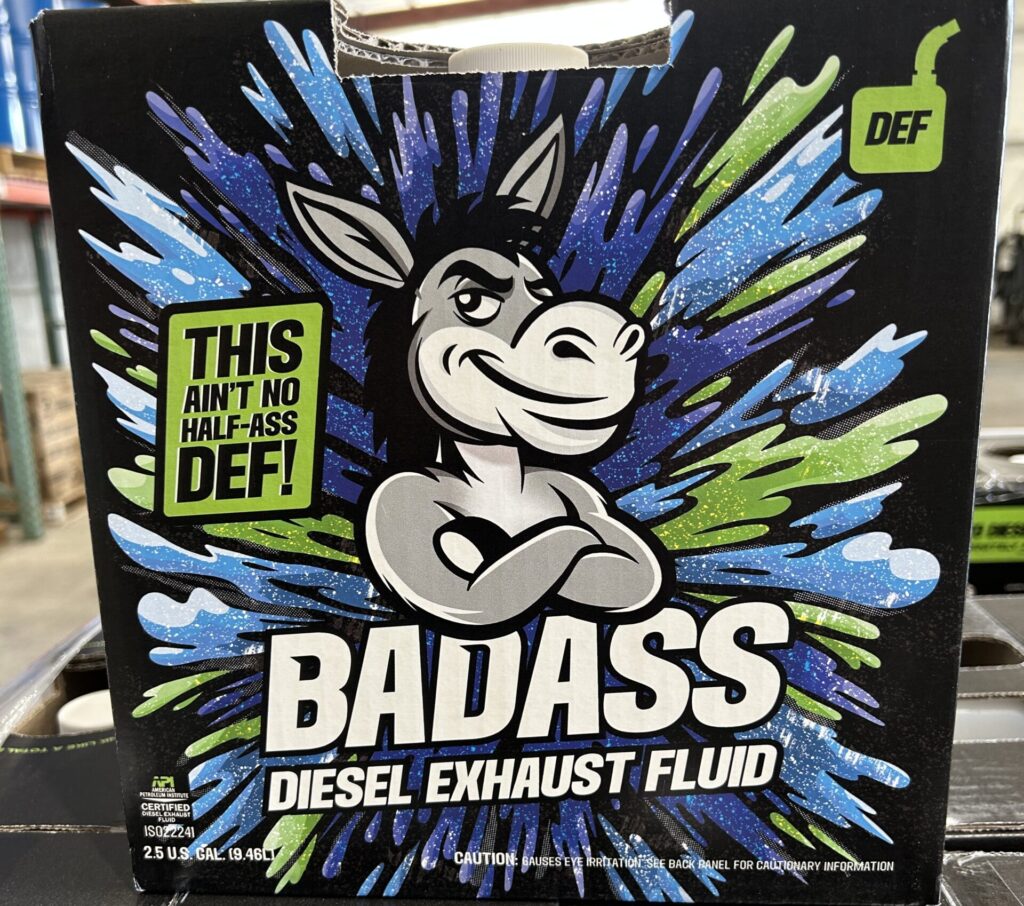 DEF
THIS
AIN'T NO
HALF-ASS
DEF!
BADASS
DIESEL EXHAUST FLUID
API
AMERICAN
PETROLEUM INSTITUTE
CERTIFIED
DIESEL EXHAUST
FLUID
ISO22241
2.5 U.S. GAL. (9.46L)
CAUTION: CAUSES EYE IRRITATION SEE BACK PANEL FOR CAUTIONARY INFORMATION
LIKE A